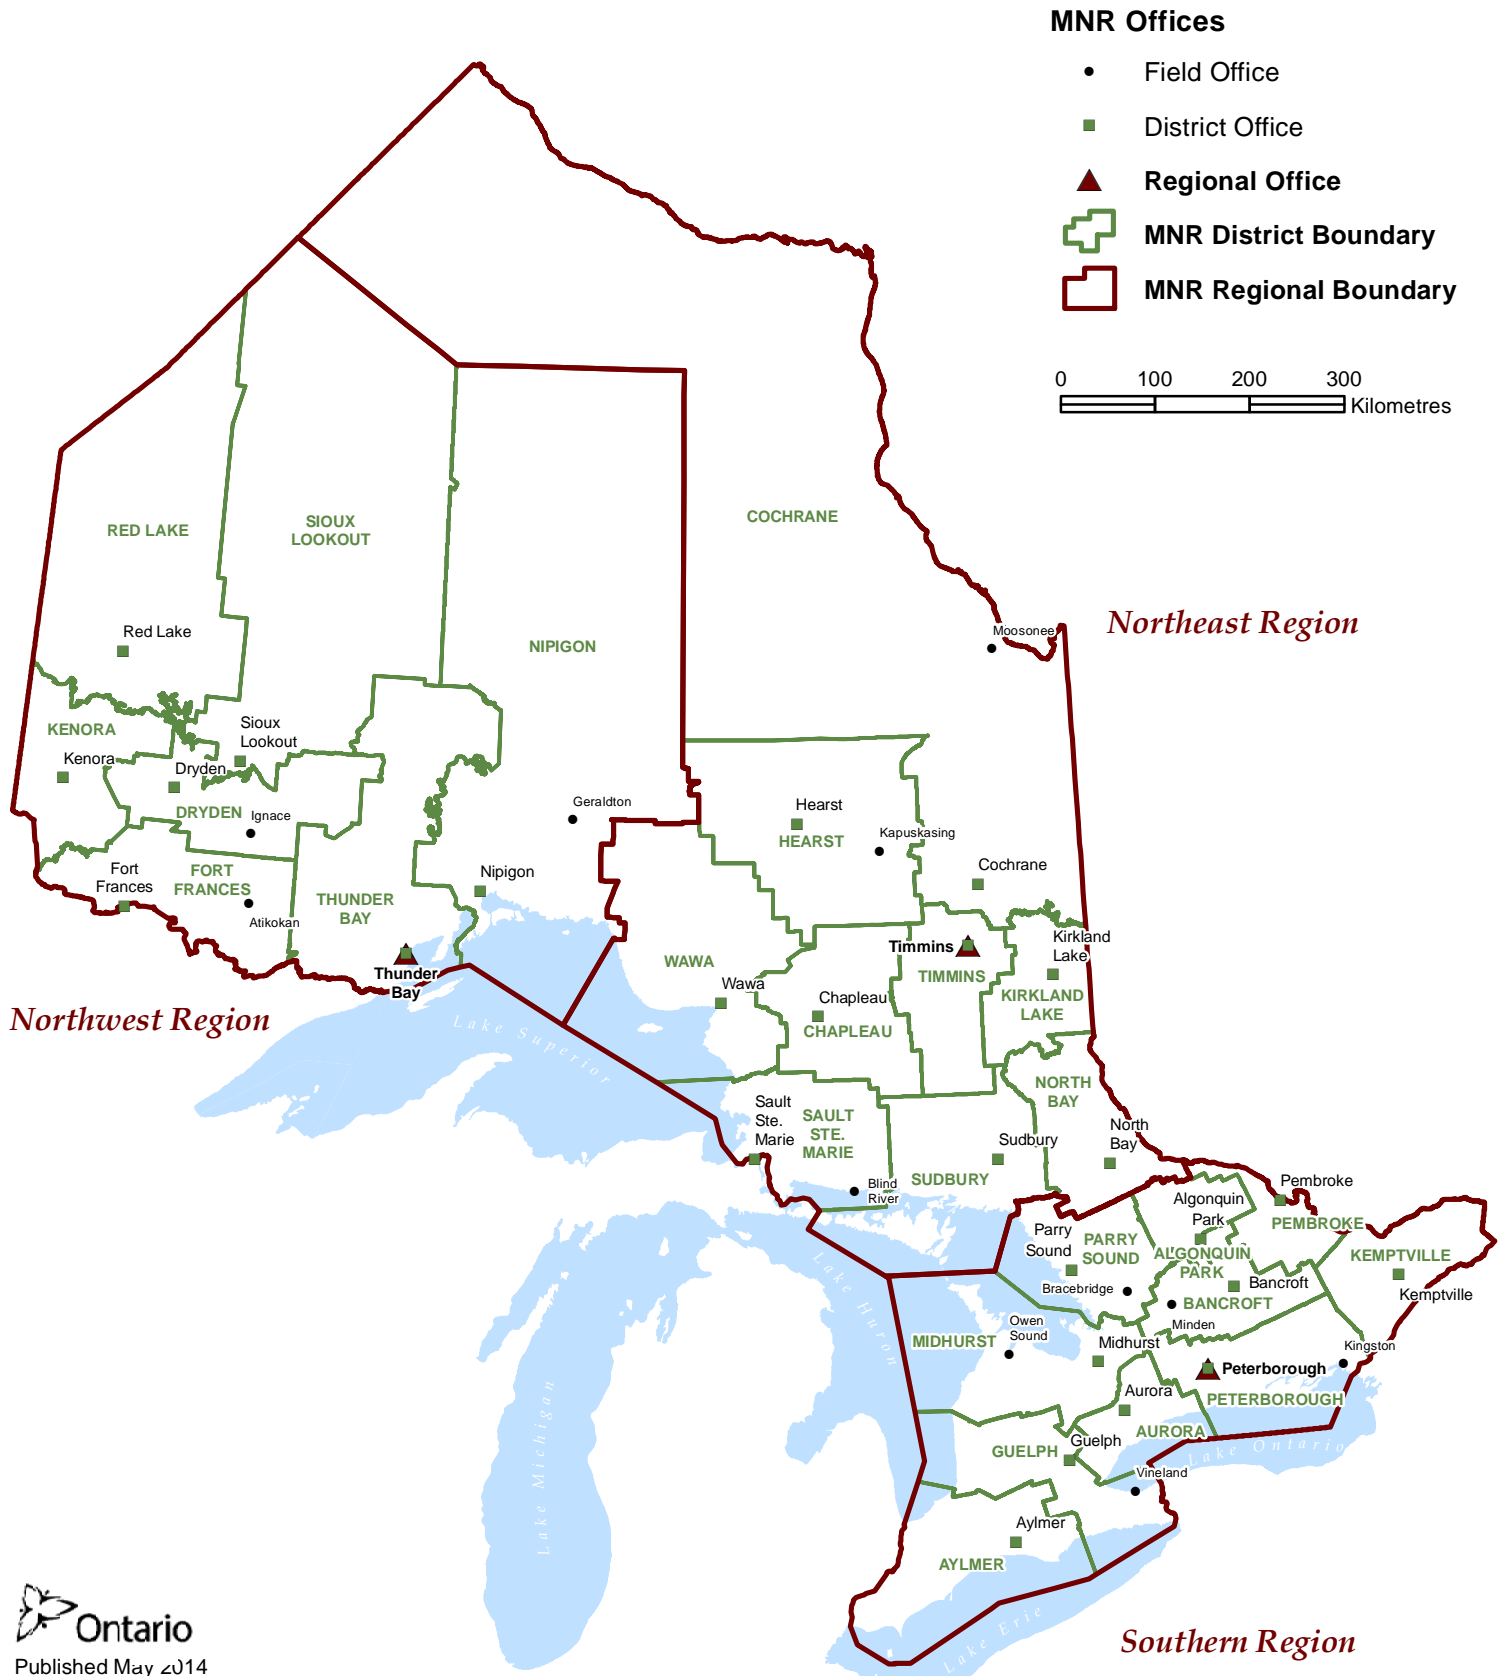 MNR Offices
Field Office
District Office
Regional Office
MNR District Boundary
MNR Regional Boundary
0 100 200 300
Kilometres
RED LAKE
SIOUX
LOOKOUT
COCHRANE
Northeast Region
Moosonee
Red Lake
NIPIGON
KENORA
Sioux
Lookout
Kenora
Dryden
DRYDEN
Ignace
Geraldton
Hearst
HEARST
Kapuskasing
Cochrane
Fort
Frances
FORT
FRANCES
Atikokan
THUNDER
BAY
Nipigon
Thunder
Bay
Northwest Region
Lake Superior
WAWA
Wawa
Chapleau
CHAPLEAU
Timmins
TIMMINS
Kirkland
Lake
KIRKLAND
LAKE
NORTH
BAY
North
Bay
Sault
Ste.
Marie
SAULT
STE.
MARIE
Blind
River
Sudbury
SUDBURY
Parry
Sound
PARRY
SOUND
Bracebridge
Algonquin
Park
ALGONQUIN
PARK
Pembroke
PEMBROKE
KEMPTVILLE
Kemptville
Bancroft
BANCROFT
Minden
Lake Huron
Lake Michigan
MIDHURST
Owen
Sound
Midhurst
Kingston
Peterborough
PETERBOROUGH
Aurora
AURORA
GUELPH
Guelph
Lake Ontario
Vineland
Aylmer
AYLMER
Lake Erie
Southern Region
Ontario
Published May 2014